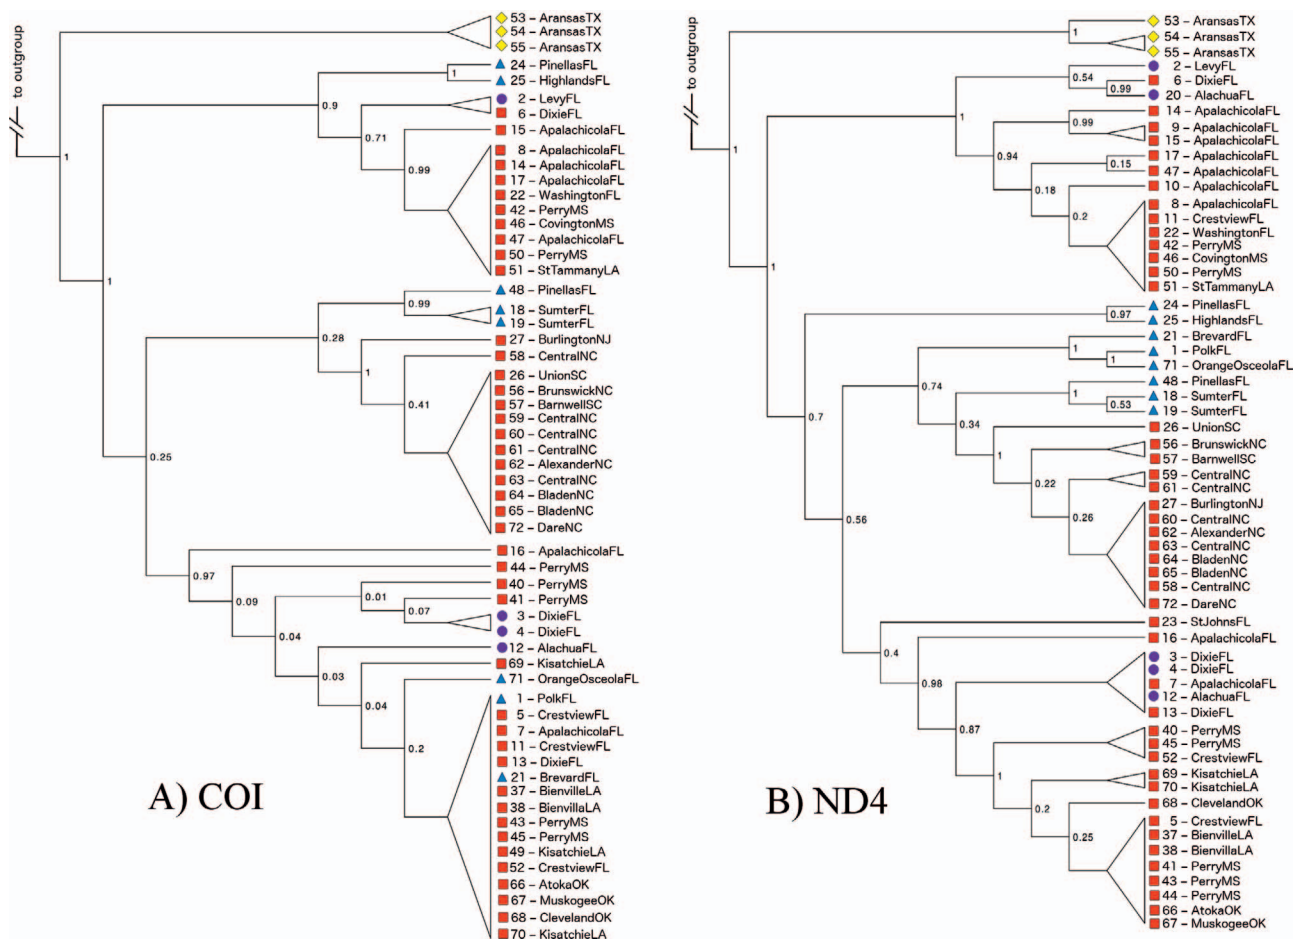 to outgroup
53 – AransasTX
54 – AransasTX
55 – AransasTX
24 – PinellasFL
1
25 – HighlandsFL
0.9
2 – LevyFL
6 – DixieFL
0.71
15 – ApalachicolaFL
8 – ApalachicolaFL
1
14 – ApalachicolaFL
0.99
17 – ApalachicolaFL
22 – WashingtonFL
42 – PerryMS
46 – CovingtonMS
47 – ApalachicolaFL
50 – PerryMS
51 – StTammanyLA
1
48 – PinellasFL
0.99
18 – SumterFL
19 – SumterFL
0.28
27 – BurlingtonNJ
58 – CentralNC
1
26 – UnionSC
56 – BrunswickNC
57 – BarnwellSC
0.41
59 – CentralNC
60 – CentralNC
61 – CentralNC
0.25
62 – AlexanderNC
63 – CentralNC
64 – BladenNC
65 – BladenNC
72 – DareNC
16 – ApalachicolaFL
44 – PerryMS
0.97
40 – PerryMS
0.01
41 – PerryMS
0.09
0.07
3 – DixieFL
4 – DixieFL
0.04
12 – AlachuaFL
69 – KisatchieLA
0.03
71 – OrangeOsceolaFL
1 – PolkFL
0.04
5 – CrestviewFL
7 – ApalachicolaFL
11 – CrestviewFL
0.2
13 – DixieFL
21 – BrevardFL
37 – BienvilleLA
38 – BienvillaLA
43 – PerryMS
45 – PerryMS
49 – KisatchieLA
52 – CrestviewFL
66 – AtokaOK
67 – MuskogeeOK
68 – ClevelandOK
70 – KisatchieLA
A) COI
to outgroup
53 – AransasTX
1
54 – AransasTX
55 – AransasTX
2 – LevyFL
0.54
6 – DixieFL
0.99
20 – AlachuaFL
14 – ApalachicolaFL
1
0.99
9 – ApalachicolaFL
15 – ApalachicolaFL
1
0.94
17 – ApalachicolaFL
0.15
47 – ApalachicolaFL
0.18
10 – ApalachicolaFL
8 – ApalachicolaFL
0.2
11 – CrestviewFL
22 – WashingtonFL
42 – PerryMS
46 – CovingtonMS
1
50 – PerryMS
51 – StTammanyLA
24 – PinellasFL
0.97
25 – HighlandsFL
21 – BrevardFL
1
1 – PolkFL
1
71 – OrangeOsceolaFL
48 – PinellasFL
0.74
1
18 – SumterFL
0.53
19 – SumterFL
0.7
0.34
26 – UnionSC
56 – BrunswickNC
1
57 – BarnwellSC
59 – CentralNC
0.22
61 – CentralNC
27 – BurlingtonNJ
0.26
60 – CentralNC
0.56
62 – AlexanderNC
63 – CentralNC
64 – BladenNC
65 – BladenNC
58 – CentralNC
72 – DareNC
23 – StJohnsFL
16 – ApalachicolaFL
0.4
3 – DixieFL
4 – DixieFL
0.98
7 – ApalachicolaFL
12 – AlachuaFL
13 – DixieFL
0.87
40 – PerryMS
45 – PerryMS
52 – CrestviewFL
1
69 – KisatchieLA
70 – KisatchieLA
0.2
68 – ClevelandOK
5 – CrestviewFL
0.25
37 – BienvilleLA
38 – BienvillaLA
41 – PerryMS
43 – PerryMS
44 – PerryMS
66 – AtokaOK
67 – MuskogeeOK
B) ND4